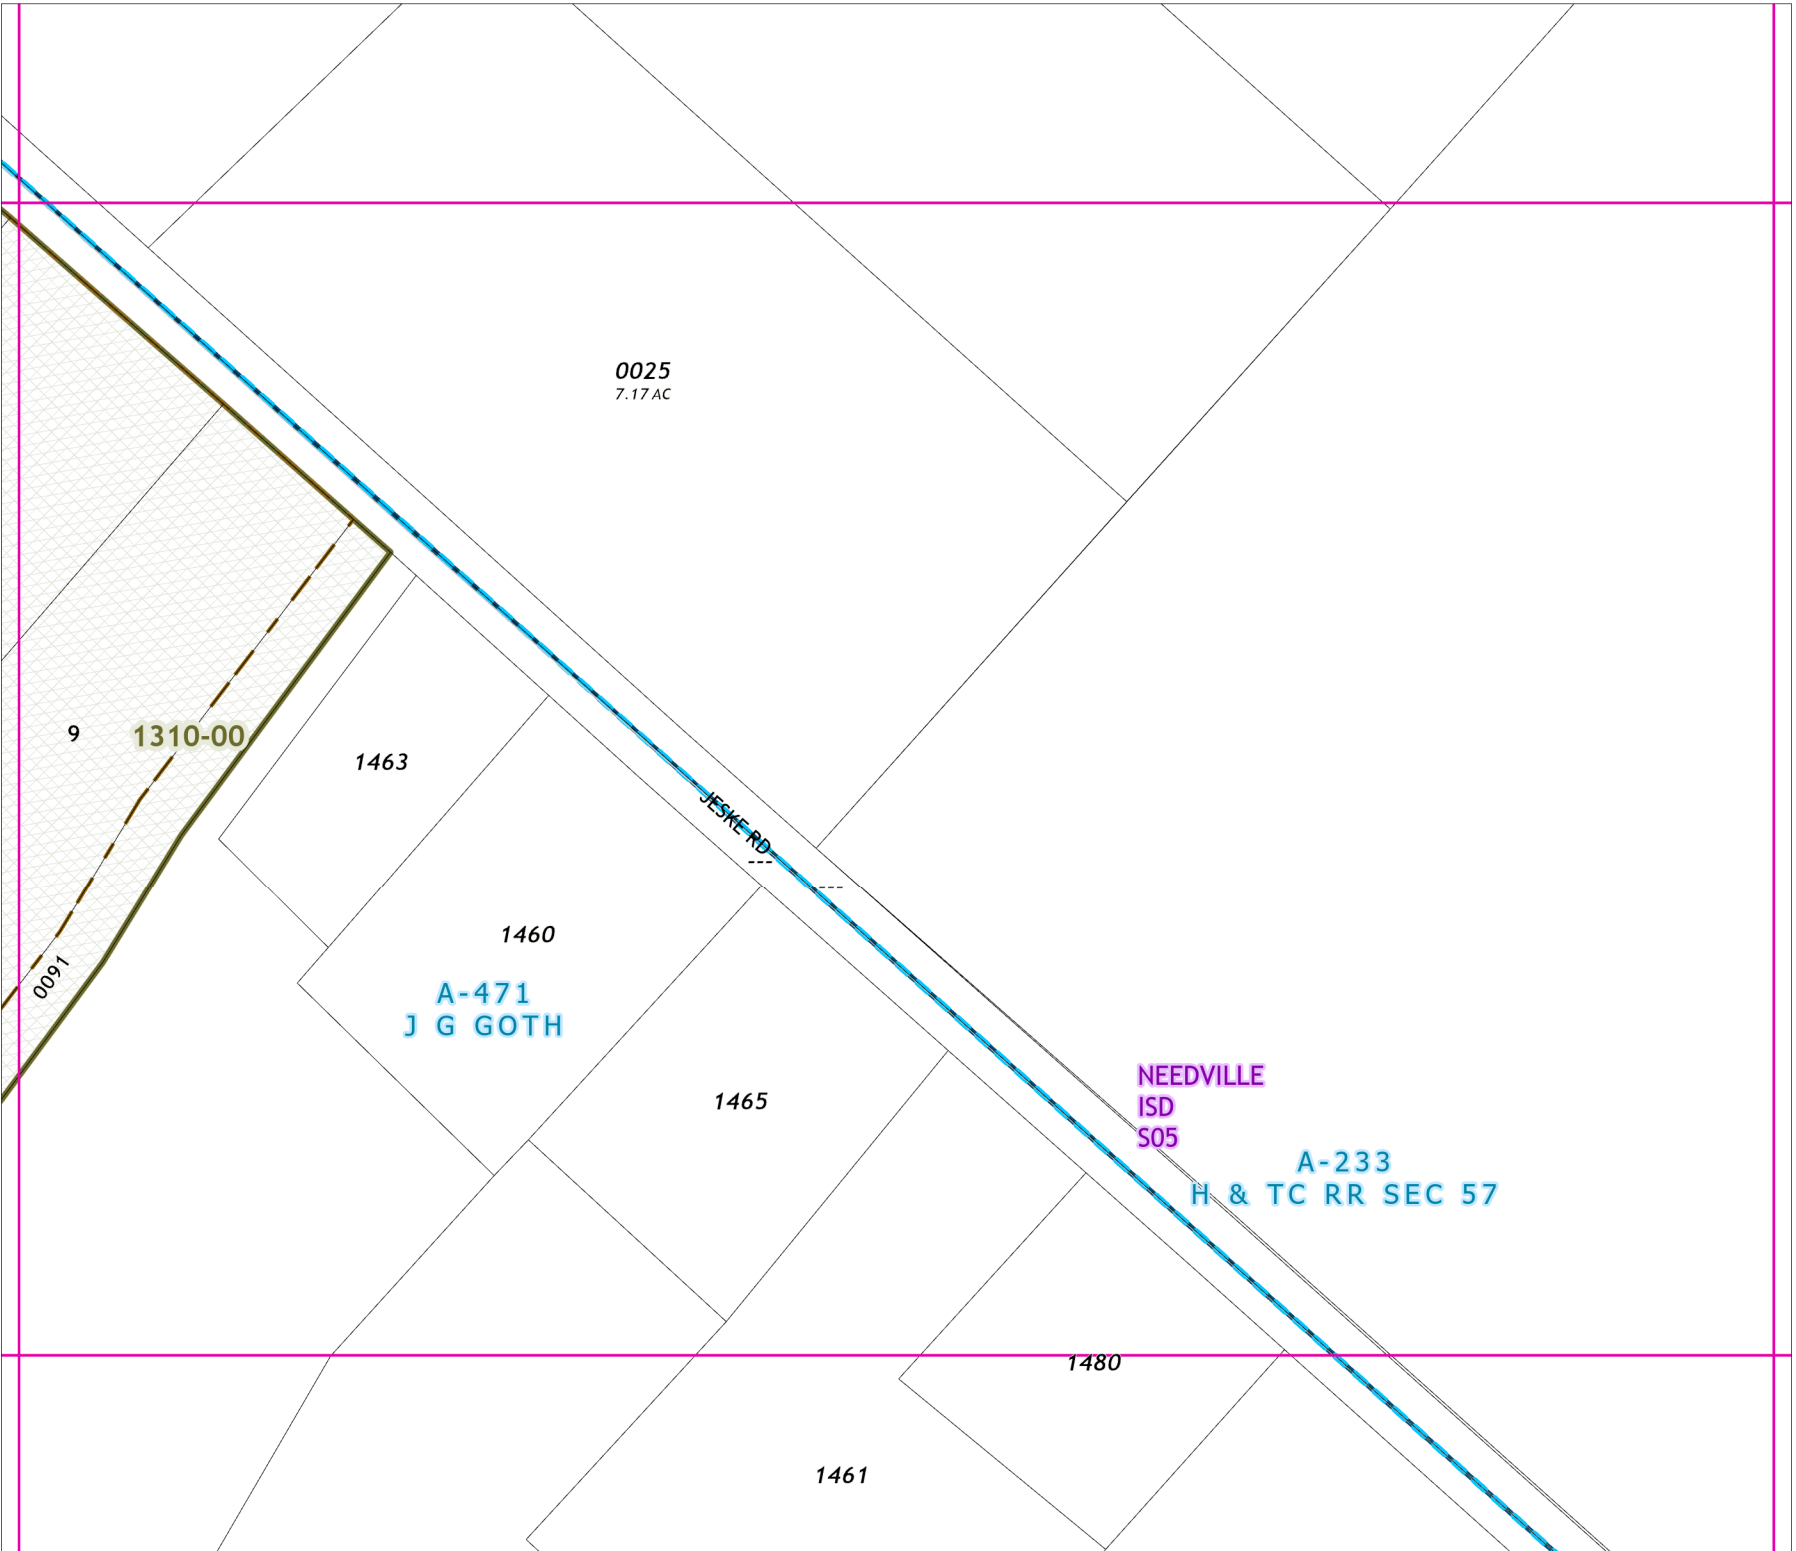 0025
7.17 AC
9
1310-00
1463
JESKE RD
1460
0091
A-471
J G GOTH
1465
NEEDVILLE
ISD
S05
A-233
H & TC RR SEC 57
1480
1461